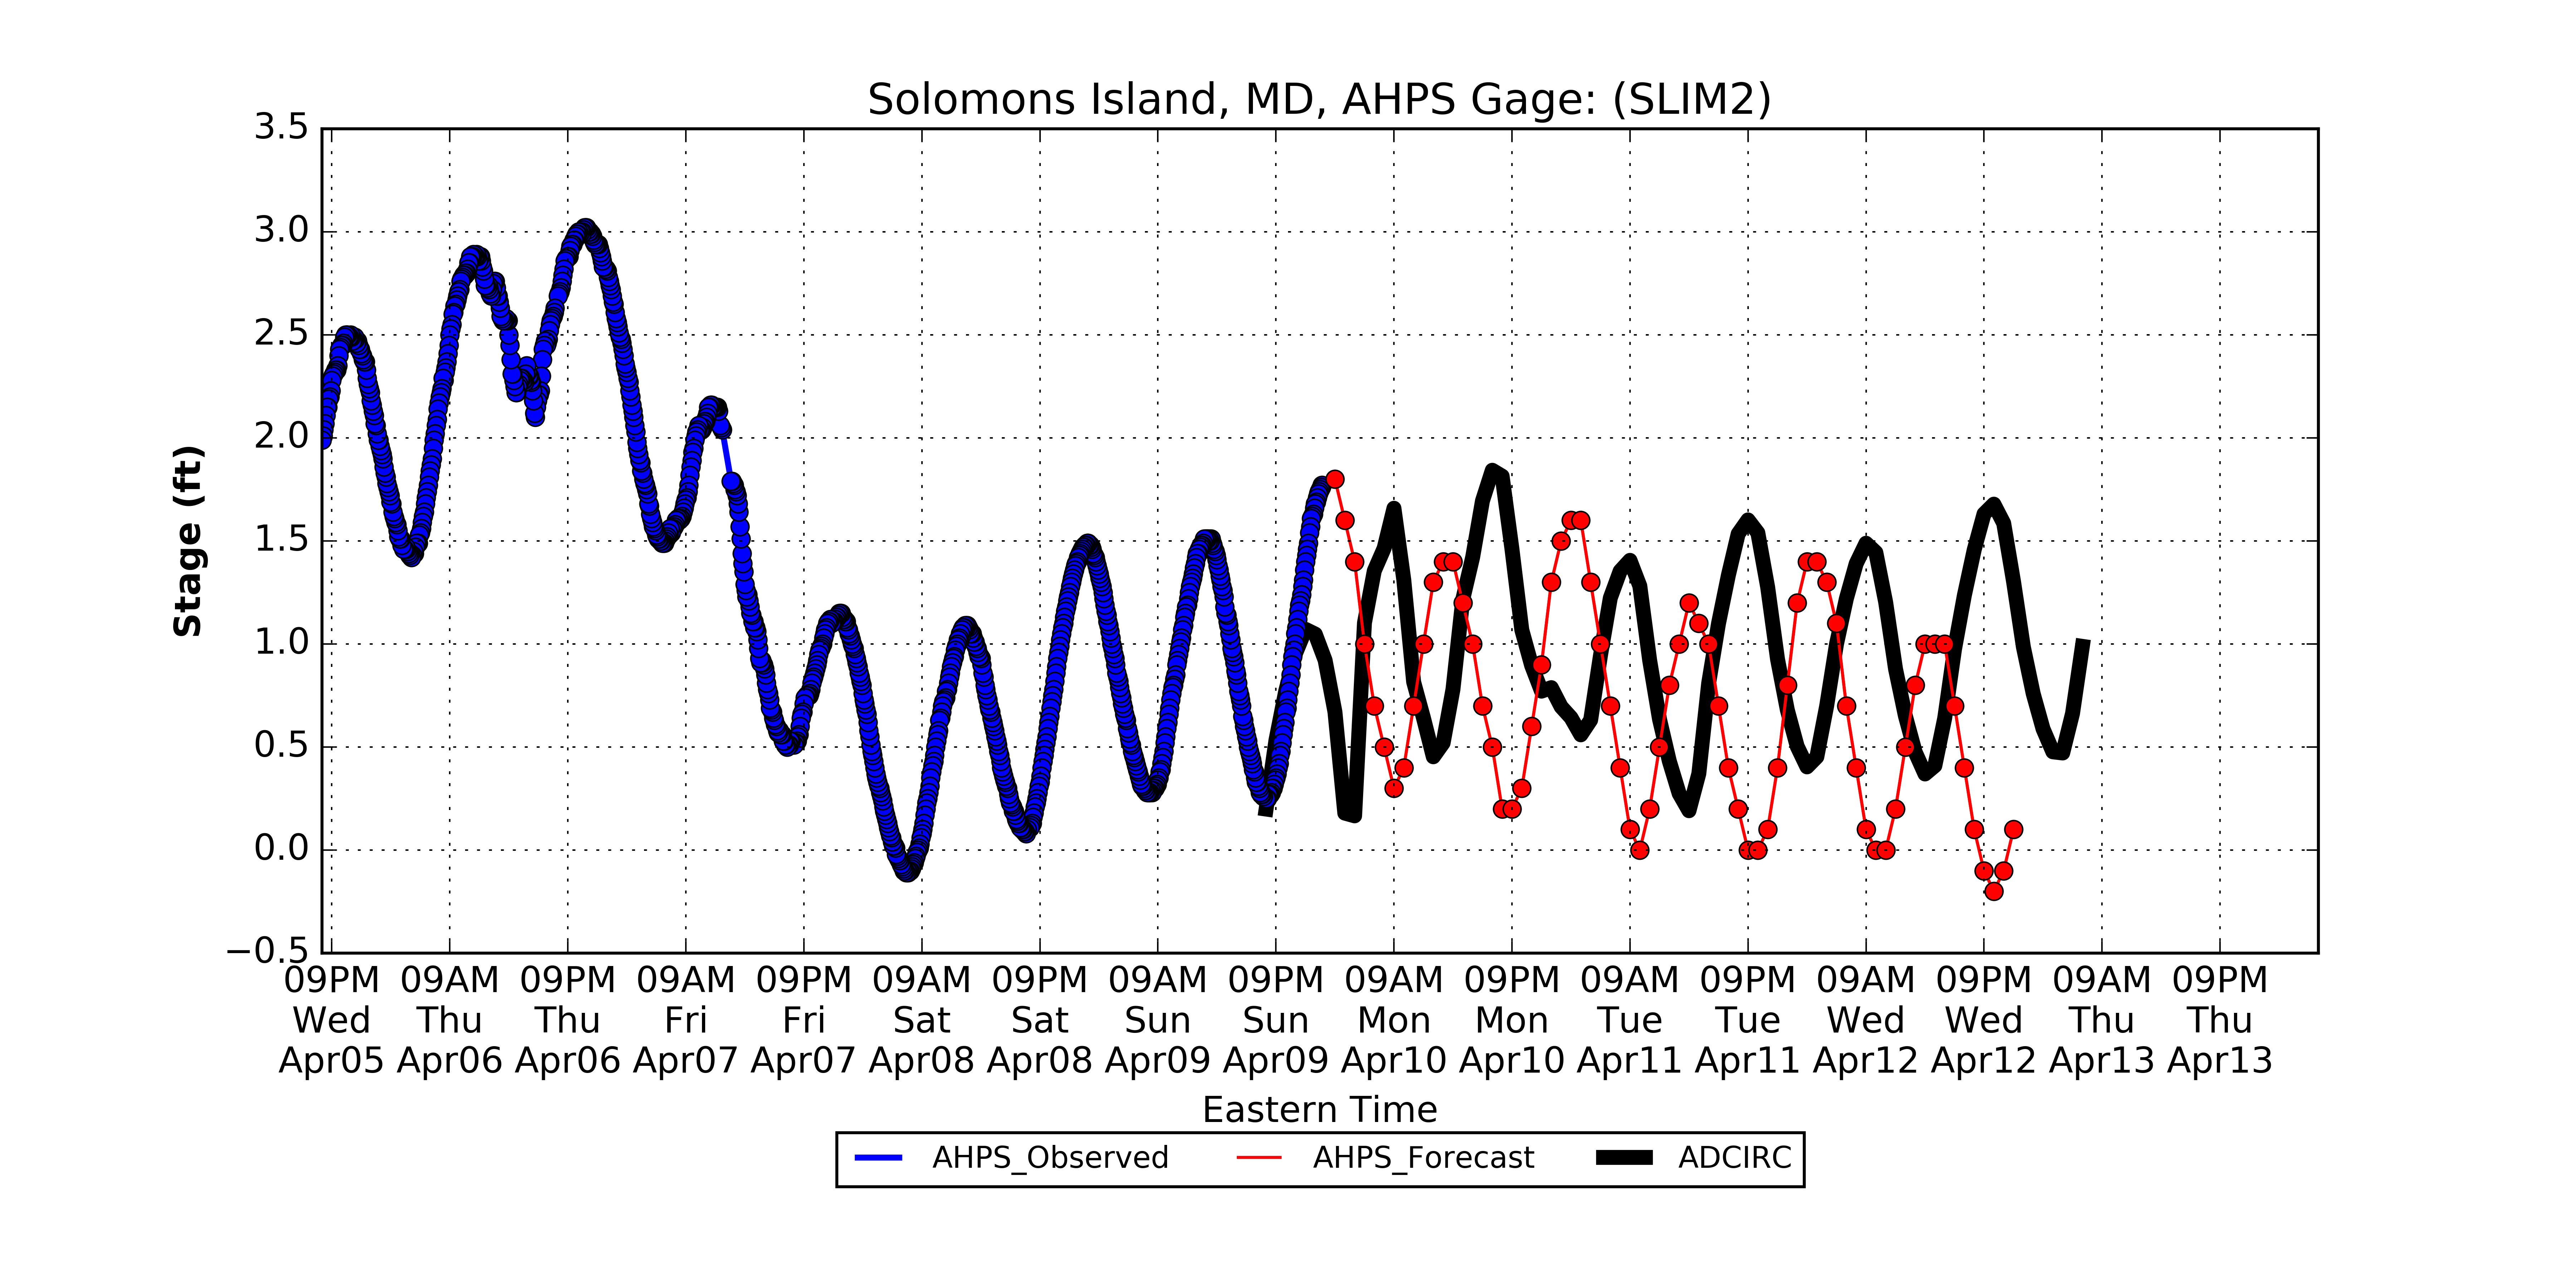 Solomons Island, MD, AHPS Gage: (SLIM2)
3.5
3.0
2.5
2.0
1.5
1.0
0.5
0.0
−0.5
Stage (ft)
09PM 09AM 09PM 09AM 09PM 09AM 09PM 09AM 09PM 09AM 09PM 09AM 09PM 09AM 09PM 09AM 09PM
Wed Thu Thu Fri Fri Sat Sat Sun Sun Mon Mon Tue Tue Wed Wed Thu Thu
Apr05 Apr06 Apr06 Apr07 Apr07 Apr08 Apr08 Apr09 Apr09 Apr10 Apr10 Apr11 Apr11 Apr12 Apr12 Apr13 Apr13
Eastern Time
AHPS_Observed AHPS_Forecast ADCIRC